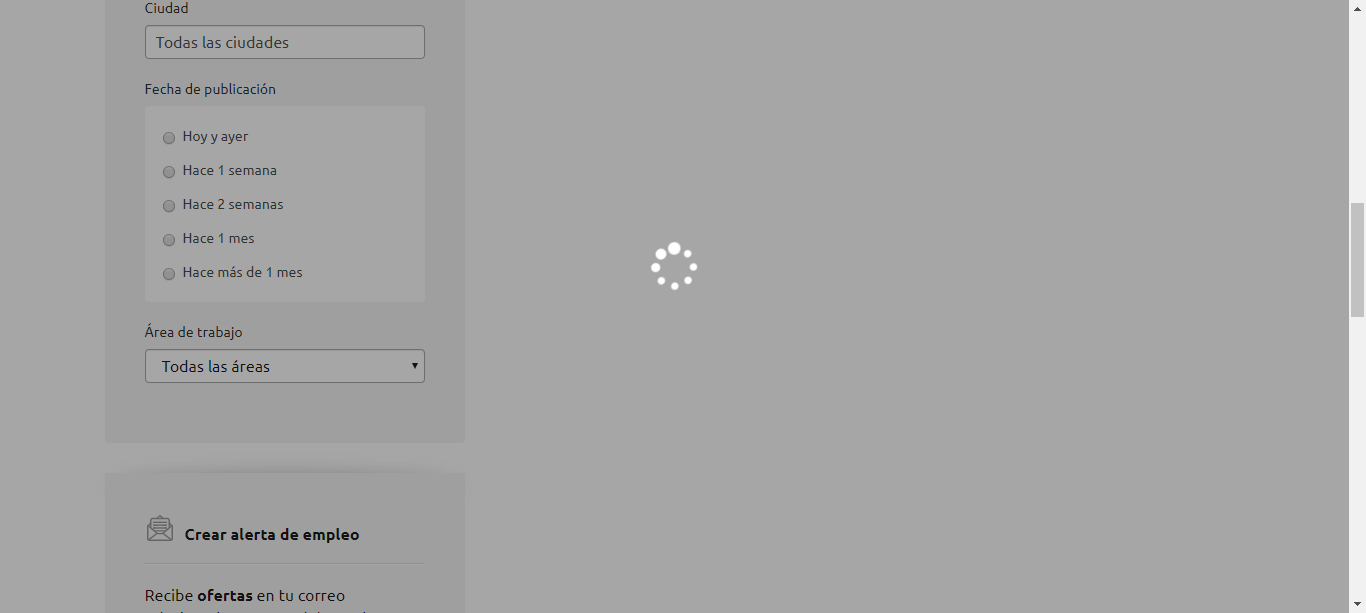 Ciudad
Todas las ciudades
Fecha de publicación
Hoy y ayer
Hace 1 semana
Hace 2 semanas
Hace 1 mes
Hace más de 1 mes
Área de trabajo
Todas las áreas
Crear alerta de empleo
Recibe ofertas en tu correo